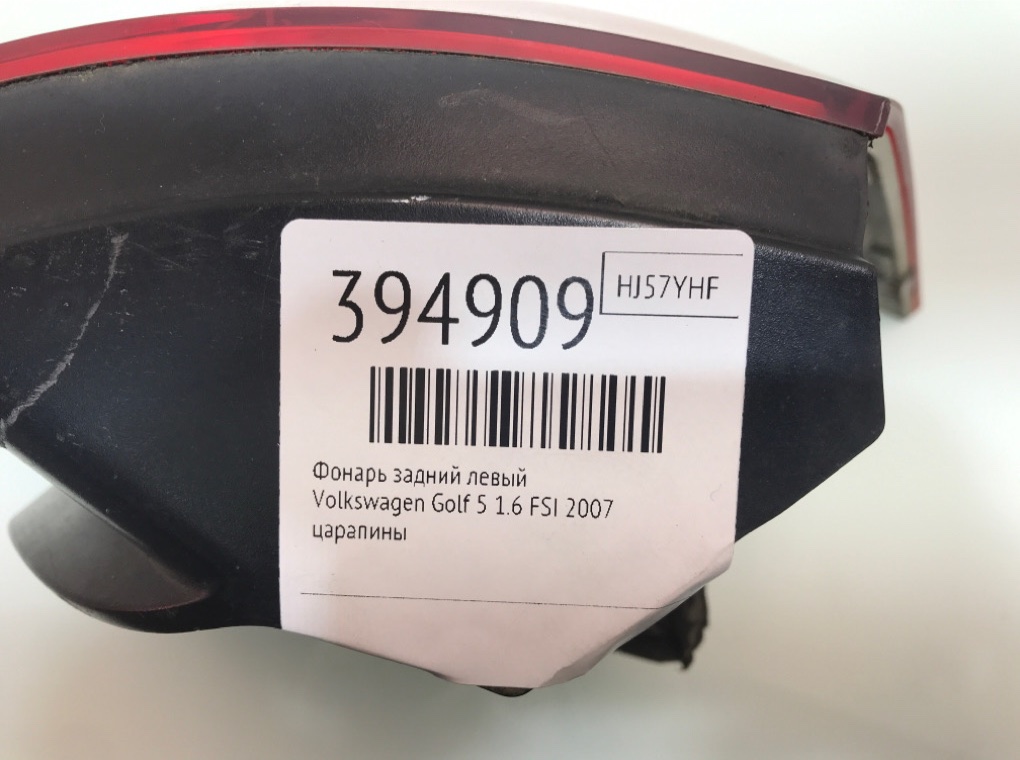 394909
HJ57YHF
Фонарь задний левый
Volkswagen Golf 5 1.6 FSI 2007
царапины